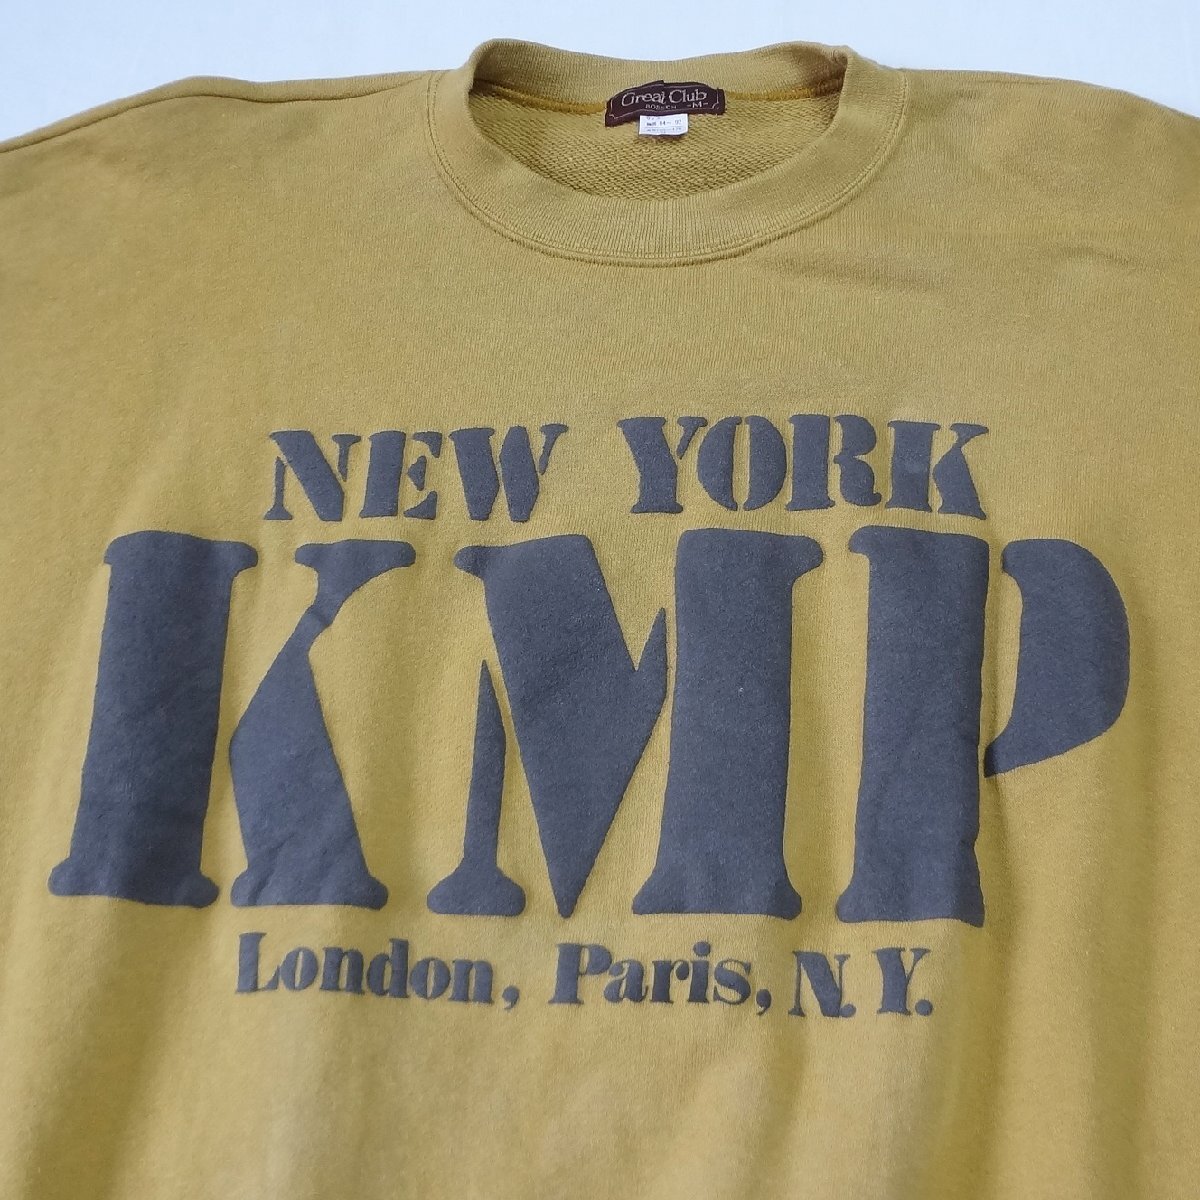 Great Club
-M-
NEW YORK
KMP
London, Paris, N.Y.